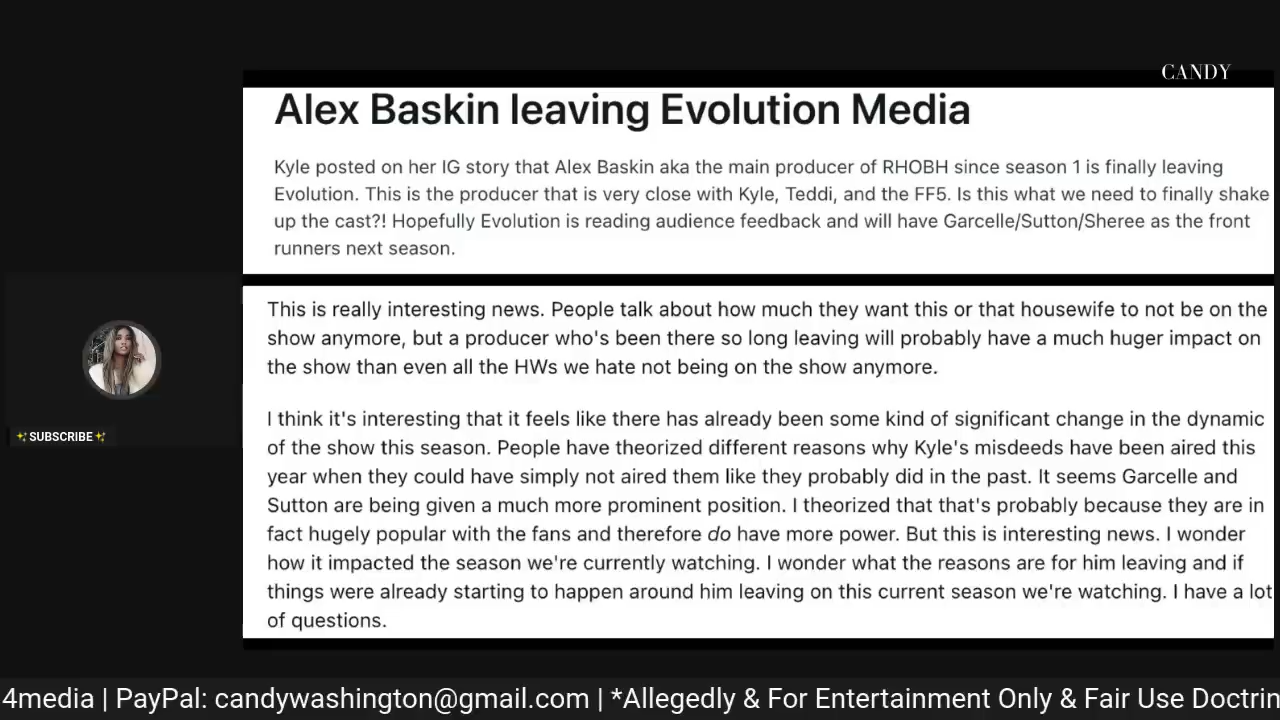 CANDY
Alex Baskin leaving Evolution Media
Kyle posted on her IG story that Alex Baskin aka the main producer of RHOBH since season 1 is finally leaving
Evolution. This is the producer that is very close with Kyle, Teddi, and the FF5. Is this what we need to finally shake
up the cast?! Hopefully Evolution is reading audience feedback and will have Garcelle/Sutton/Sheree as the front
runners next season.
This is really interesting news. People talk about how much they want this or that housewife to not be on the
show anymore, but a producer who's been there so long leaving will probably have a much huger impact on
the show than even all the HWs we hate not being on the show anymore.
I think it's interesting that it feels like there has already been some kind of significant change in the dynamic
of the show this season. People have theorized different reasons why Kyle's misdeeds have been aired this
year when they could have simply not aired them like they probably did in the past. It seems Garcelle and
Sutton are being given a much more prominent position. I theorized that that's probably because they are in
fact hugely popular with the fans and therefore do have more power. But this is interesting news. I wonder
how it impacted the season we're currently watching. I wonder what the reasons are for him leaving and if
things were already starting to happen around him leaving on this current season we're watching. I have a lot
of questions.
✨SUBSCRIBE✨
4media | PayPal: candywashington@gmail.com | *Allegedly & For Entertainment Only & Fair Use Doctrin